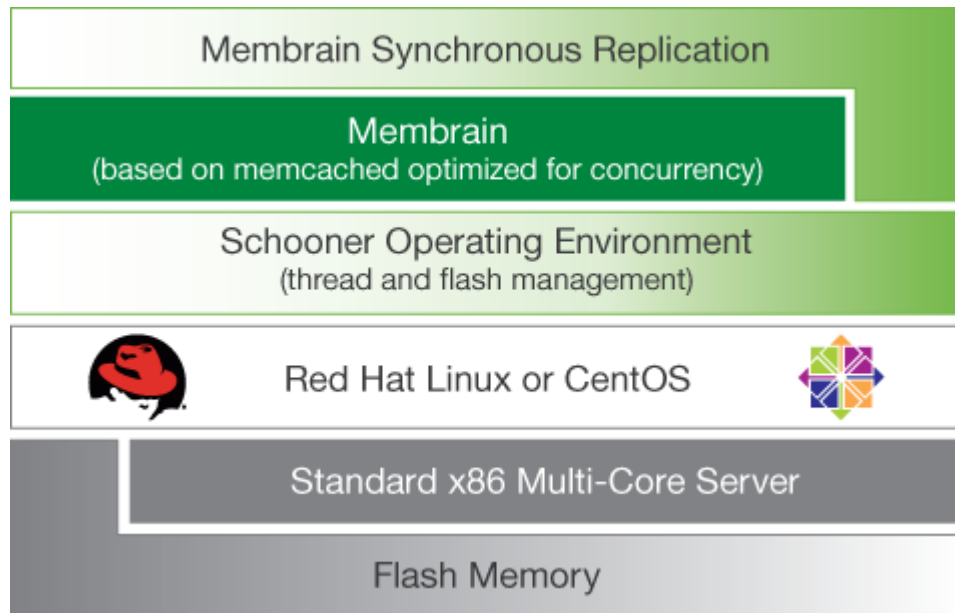 Membrain Synchronous Replication
Membrain
(based on memcached optimized for concurrency)
Schooner Operating Environment
(thread and flash management)
Red Hat Linux or CentOS
Standard x86 Multi-Core Server
Flash Memory